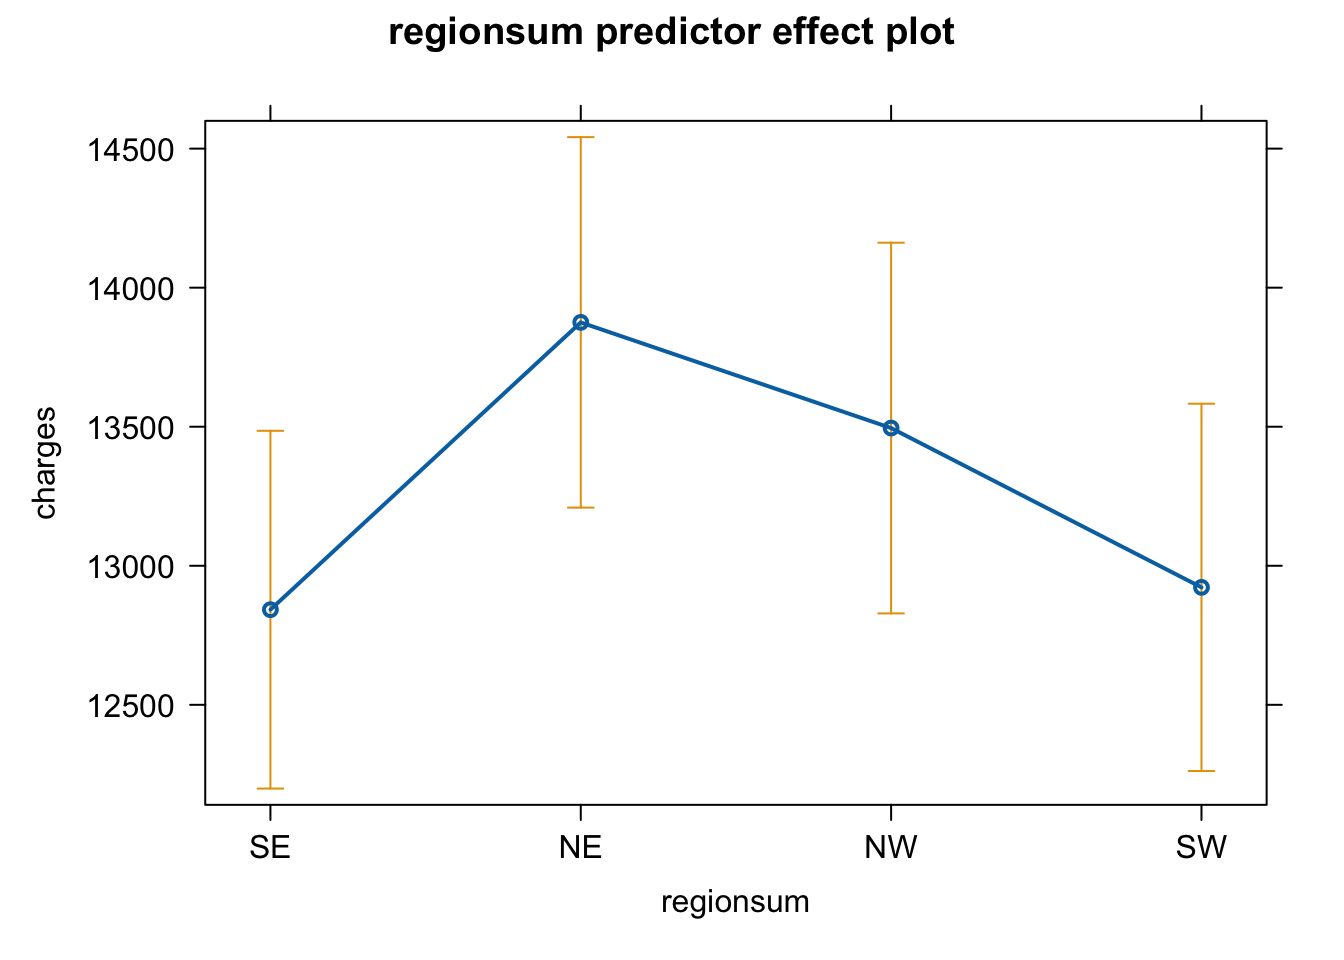 regionsum predictor effect plot
14500
14000
13500
13000
12500
charges
SE NE NW SW
regionsum